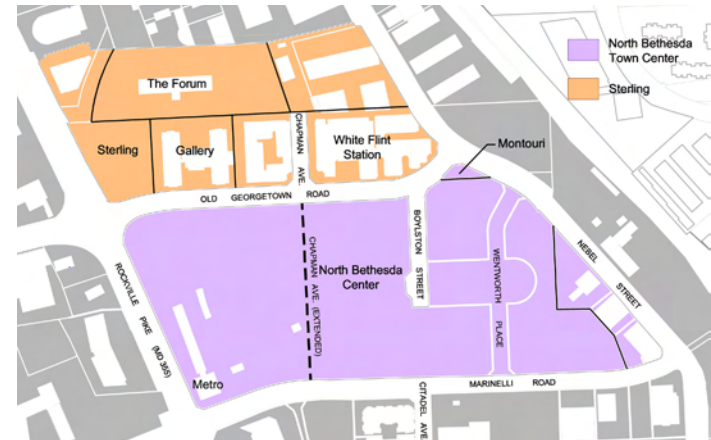 North Bethesda
Town Center
Sterling
The Forum
Sterling
Gallery
CHAPMAN AVE.
White Flint
Station
Montouri
OLD GEORGETOWN ROAD
BOYLSTON STREET
WENTWORTH PLACE
NEBEL STREET
CHAPMAN AVE. (EXTENDED)
North Bethesda
Center
ROCKVILLE PIKE (MD 355)
Metro
MARINELLI ROAD
CITADEL AVE.